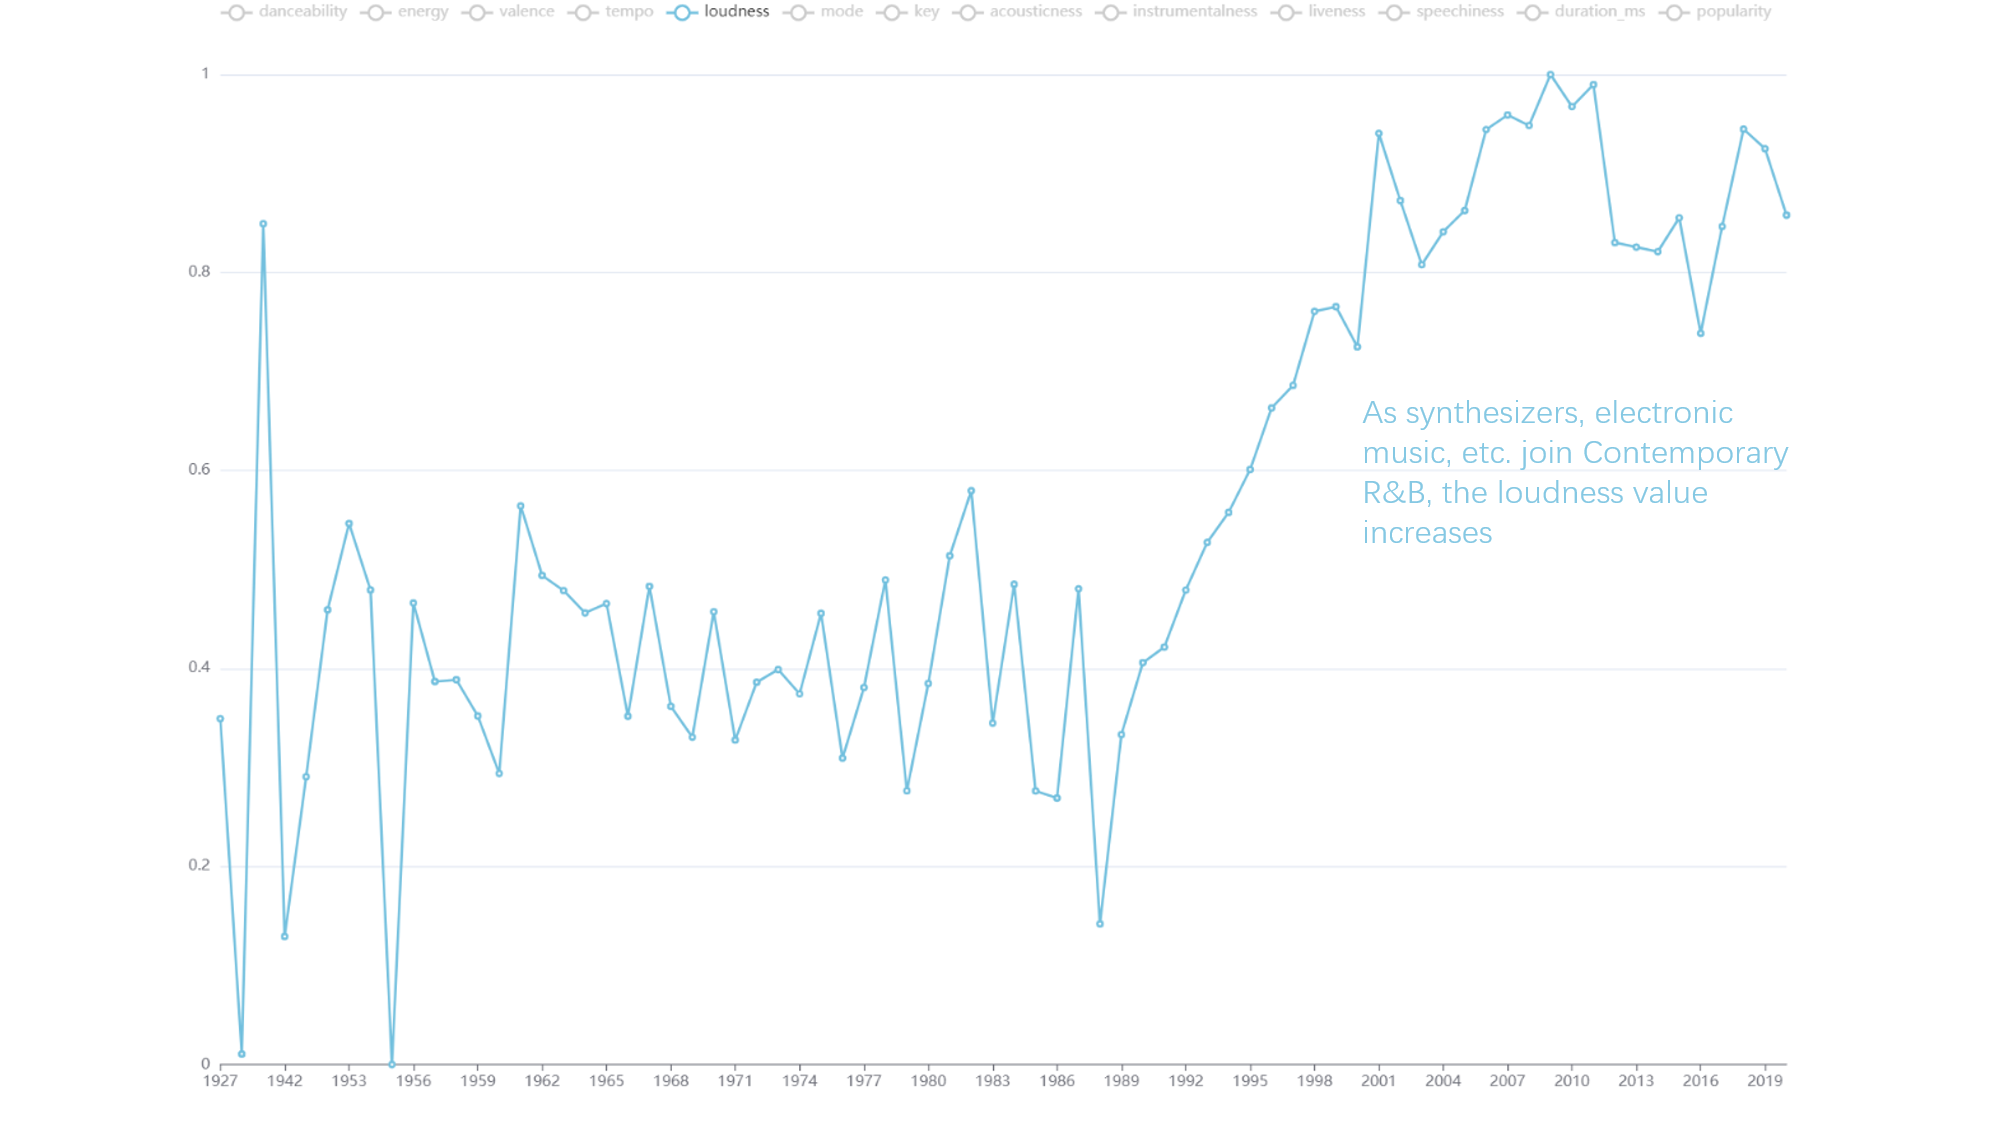 danceability energy valence tempo loudness mode key acousticness instrumentalness liveness speechiness duration_ms popularity
1
0.8
0.6
0.4
0.2
0
As synthesizers, electronic
music, etc. join Contemporary
R&B, the loudness value
increases
1927 1942 1953 1956 1959 1962 1965 1968 1971 1974 1977 1980 1983 1986 1989 1992 1995 1998 2001 2004 2007 2010 2013 2016 2019